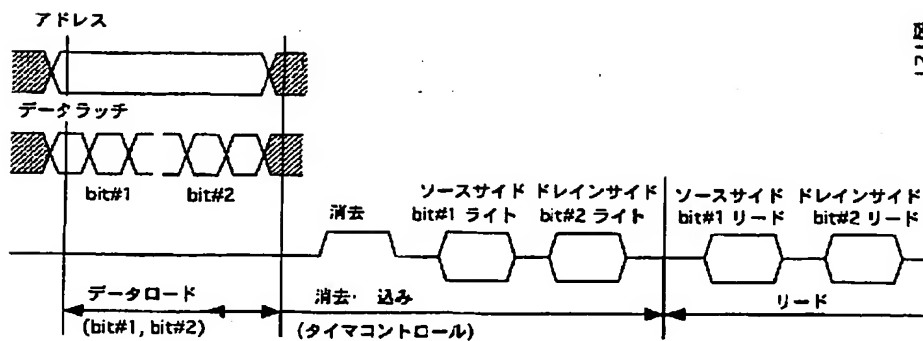 アドレス
データラッチ
bit#1 bit#2
消去
ソースサイド
bit#1 ライト
ドレインサイド
bit#2 ライト
ソースサイド
bit#1 リード
ドレインサイド
bit#2 リード
データロード
(bit#1, bit#2)
消去・ 込み
(タイマコントロール)
リード